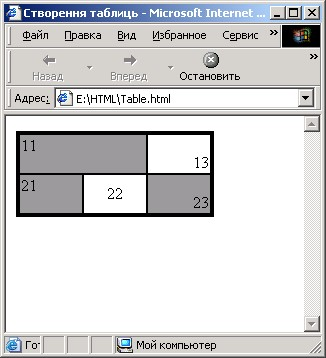 Створення таблиць - Microsoft Internet ...
Файл Правка Вид Избранное Сервис »
Назад Вперед Остановить »
Адрес: E:\HTML\Table.html
11
13
21
22
23
Гот Мой компьютер